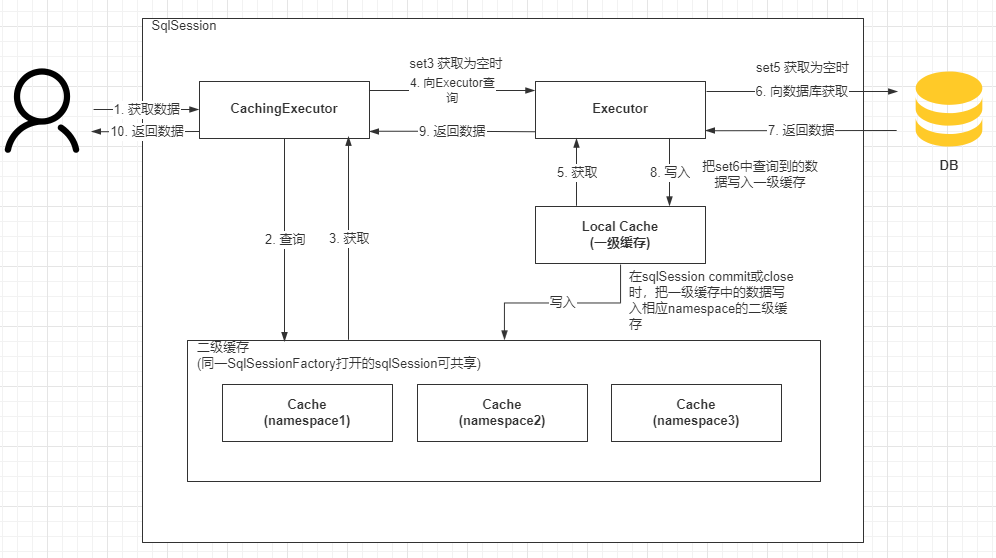 SqlSession
set3 获取为空时
4. 向Executor查
询
set5 获取为空时
6. 向数据库获取
1. 获取数据
CachingExecutor
Executor
10. 返回数据
9. 返回数据
7. 返回数据
DB
5. 获取
8. 写入
把set6中查询到的数
据写入一级缓存
2. 查询
3. 获取
Local Cache
(一级缓存)
写入
在sqlSession commit或close
时，把一级缓存中的数据写
入相应namespace的二级缓
存
二级缓存
(同一SqlSessionFactory打开的sqlSession可共享)
Cache
(namespace1)
Cache
(namespace2)
Cache
(namespace3)